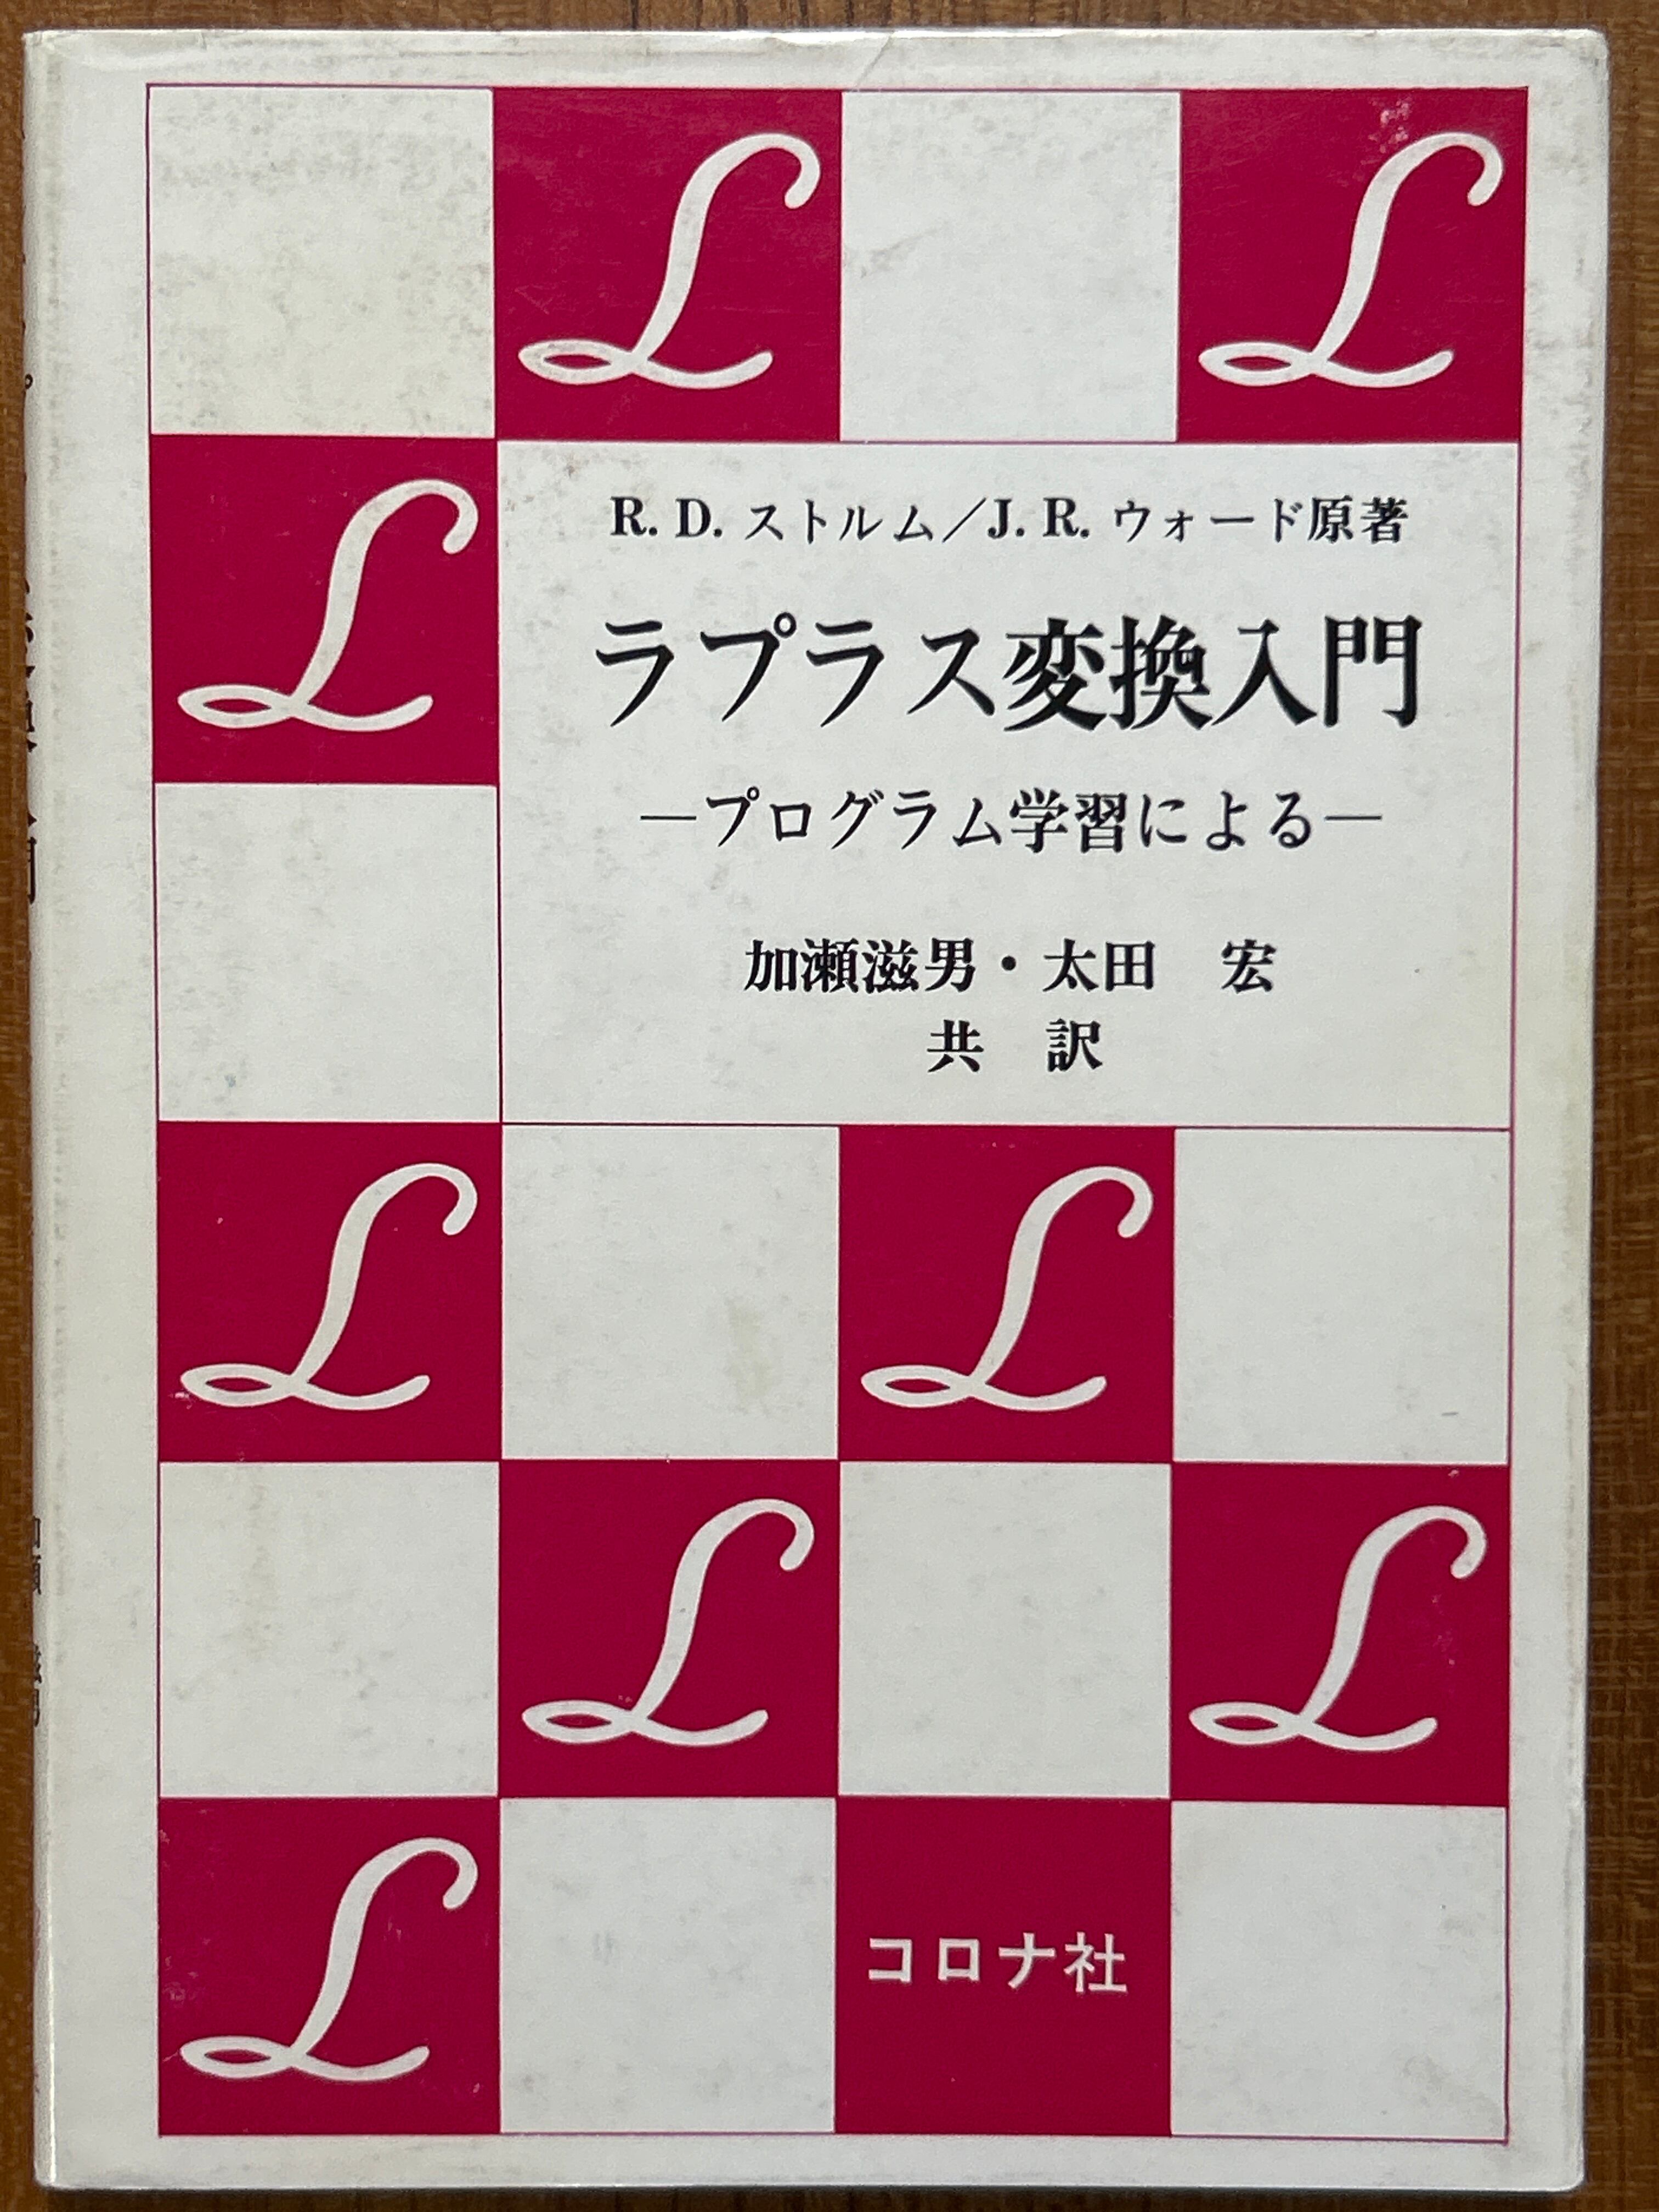 ℒ
ℒ
ℒ
R. D. ストルム／J. R. ウォード原著
ラプラス変換入門
―プログラム学習による―
加瀬滋男・太田　宏
共　訳
ℒ
ℒ
ℒ
ℒ
ℒ
コロナ社